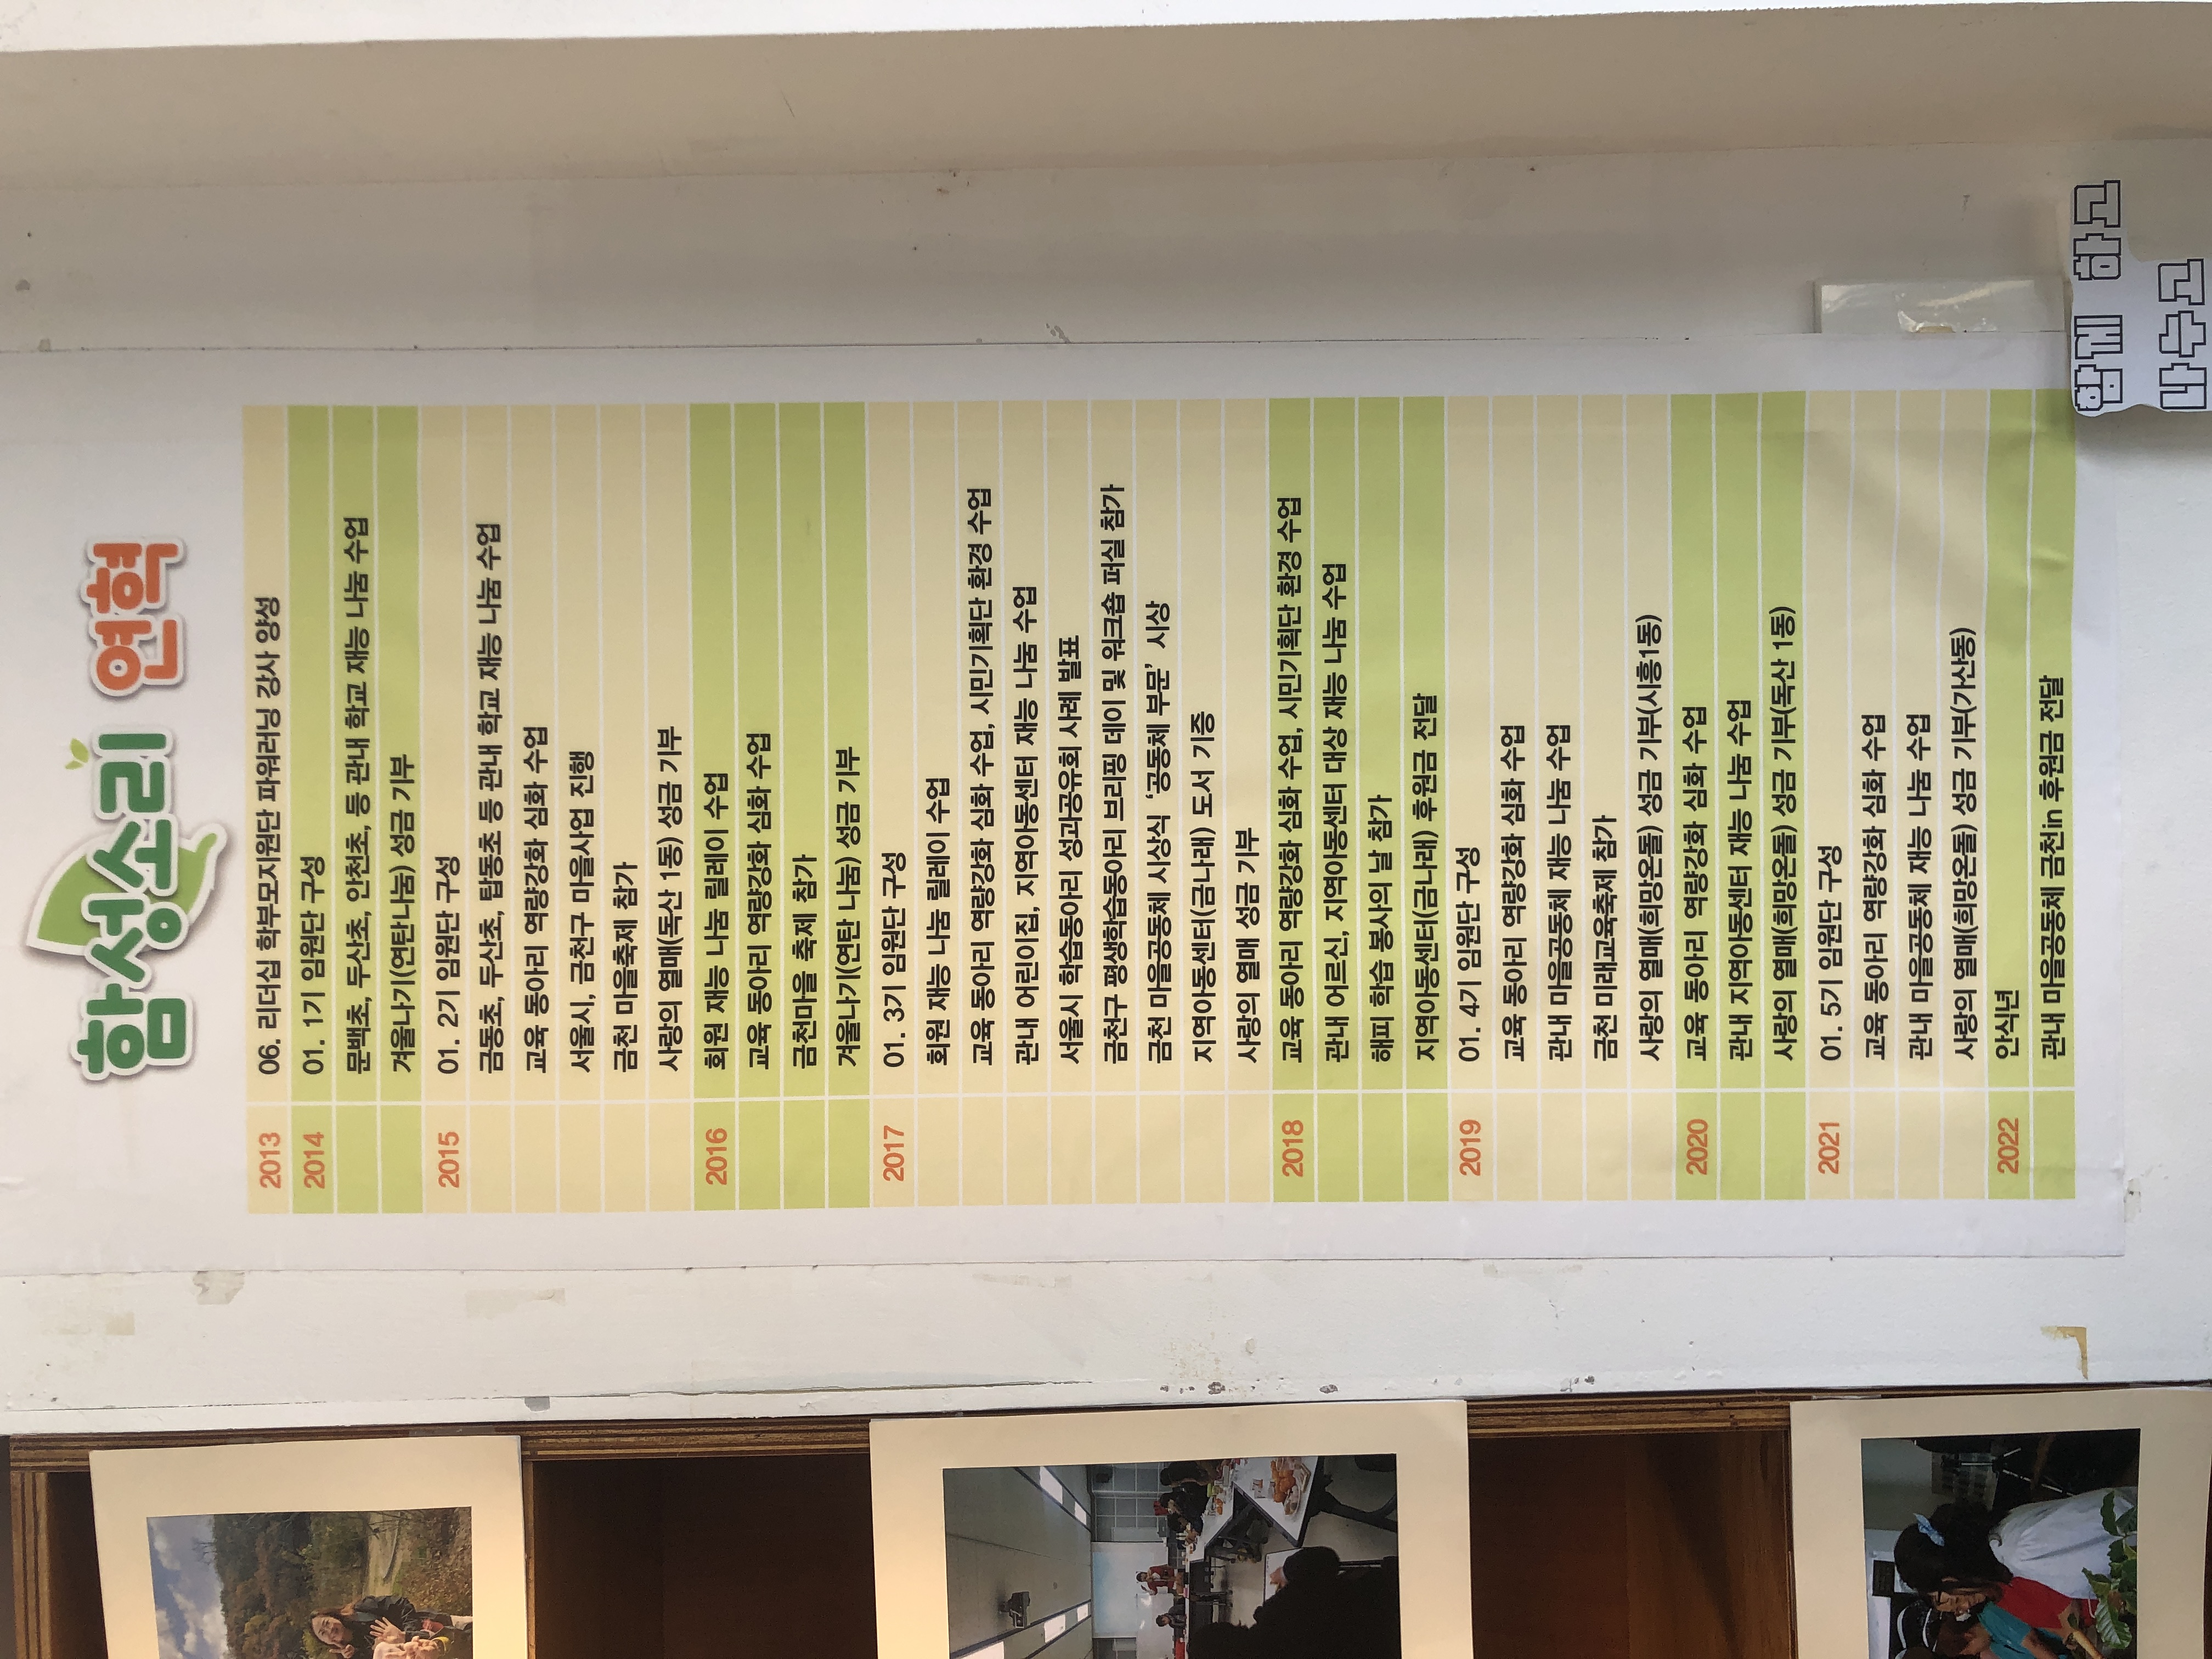 함성소리 연혁
2013 06. 리더십 학부모지원단 파워러닝 강사 양성
2014 01. 1기 임원단 구성
문백초, 두산초, 안천초, 등 관내 학교 재능 나눔 수업
겨울나기(연탄나눔) 성금 기부
2015 01. 2기 임원단 구성
금동초, 두산초, 탑동초 등 관내 학교 재능 나눔 수업
교육 동아리 역량강화 심화 수업
서울시, 금천구 마을사업 진행
금천 마을축제 참가
사랑의 열매(독산 1동) 성금 기부
2016 회원 재능 나눔 릴레이 수업
교육 동아리 역량강화 심화 수업
금천마을 축제 참가
겨울나기(연탄 나눔) 성금 기부
2017 01. 3기 임원단 구성
회원 재능 나눔 릴레이 수업
교육 동아리 역량강화 심화 수업, 시민기획단 환경 수업
관내 어린이집, 지역아동센터 재능 나눔 수업
서울시 학습동아리 성과공유회 사례 발표
금천구 평생학습동아리 브리핑 데이 및 워크숍 퍼실 참가
금천 마을공동체 시상식 '공동체 부문' 시상
지역아동센터(금나래) 도서 기증
사랑의 열매 성금 기부
2018 교육 동아리 역량강화 심화 수업, 시민기획단 환경 수업
관내 어르신, 지역아동센터 대상 재능 나눔 수업
해피 학습 봉사의 날 참가
지역아동센터(금나래) 후원금 전달
2019 01. 4기 임원단 구성
교육 동아리 역량강화 심화 수업
관내 마을공동체 재능 나눔 수업
금천 미래교육축제 참가
사랑의 열매(희망온돌) 성금 기부(시흥1동)
2020 교육 동아리 역량강화 심화 수업
관내 지역아동센터 재능 나눔 수업
사랑의 열매(희망온돌) 성금 기부(독산 1동)
2021 01. 5기 임원단 구성
교육 동아리 역량강화 심화 수업
관내 마을공동체 재능 나눔 수업
사랑의 열매(희망온돌) 성금 기부(가산동)
2022 안식년
관내 마을공동체 금천in 후원금 전달
함께 하고
나누고